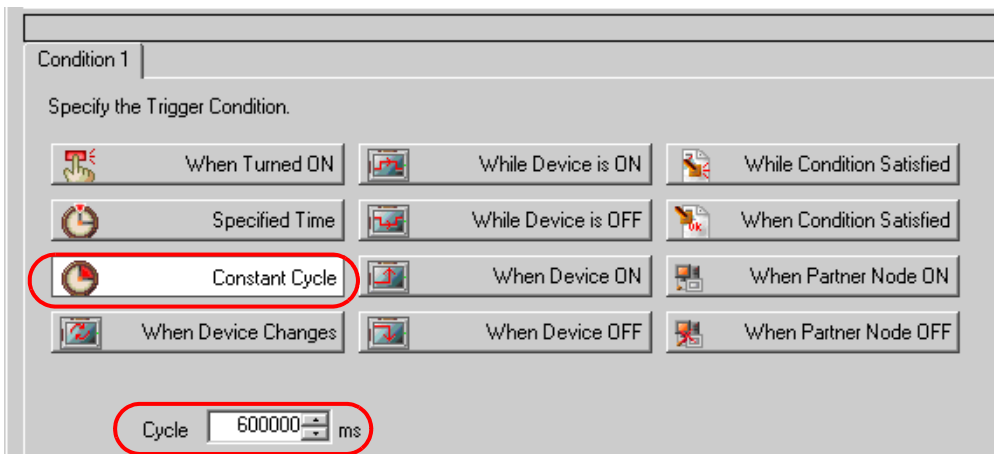 Condition 1
Specify the Trigger Condition.
When Turned ON While Device is ON While Condition Satisfied
Specified Time While Device is OFF When Condition Satisfied
Constant Cycle When Device ON When Partner Node ON
When Device Changes When Device OFF When Partner Node OFF
Cycle 600000 ms